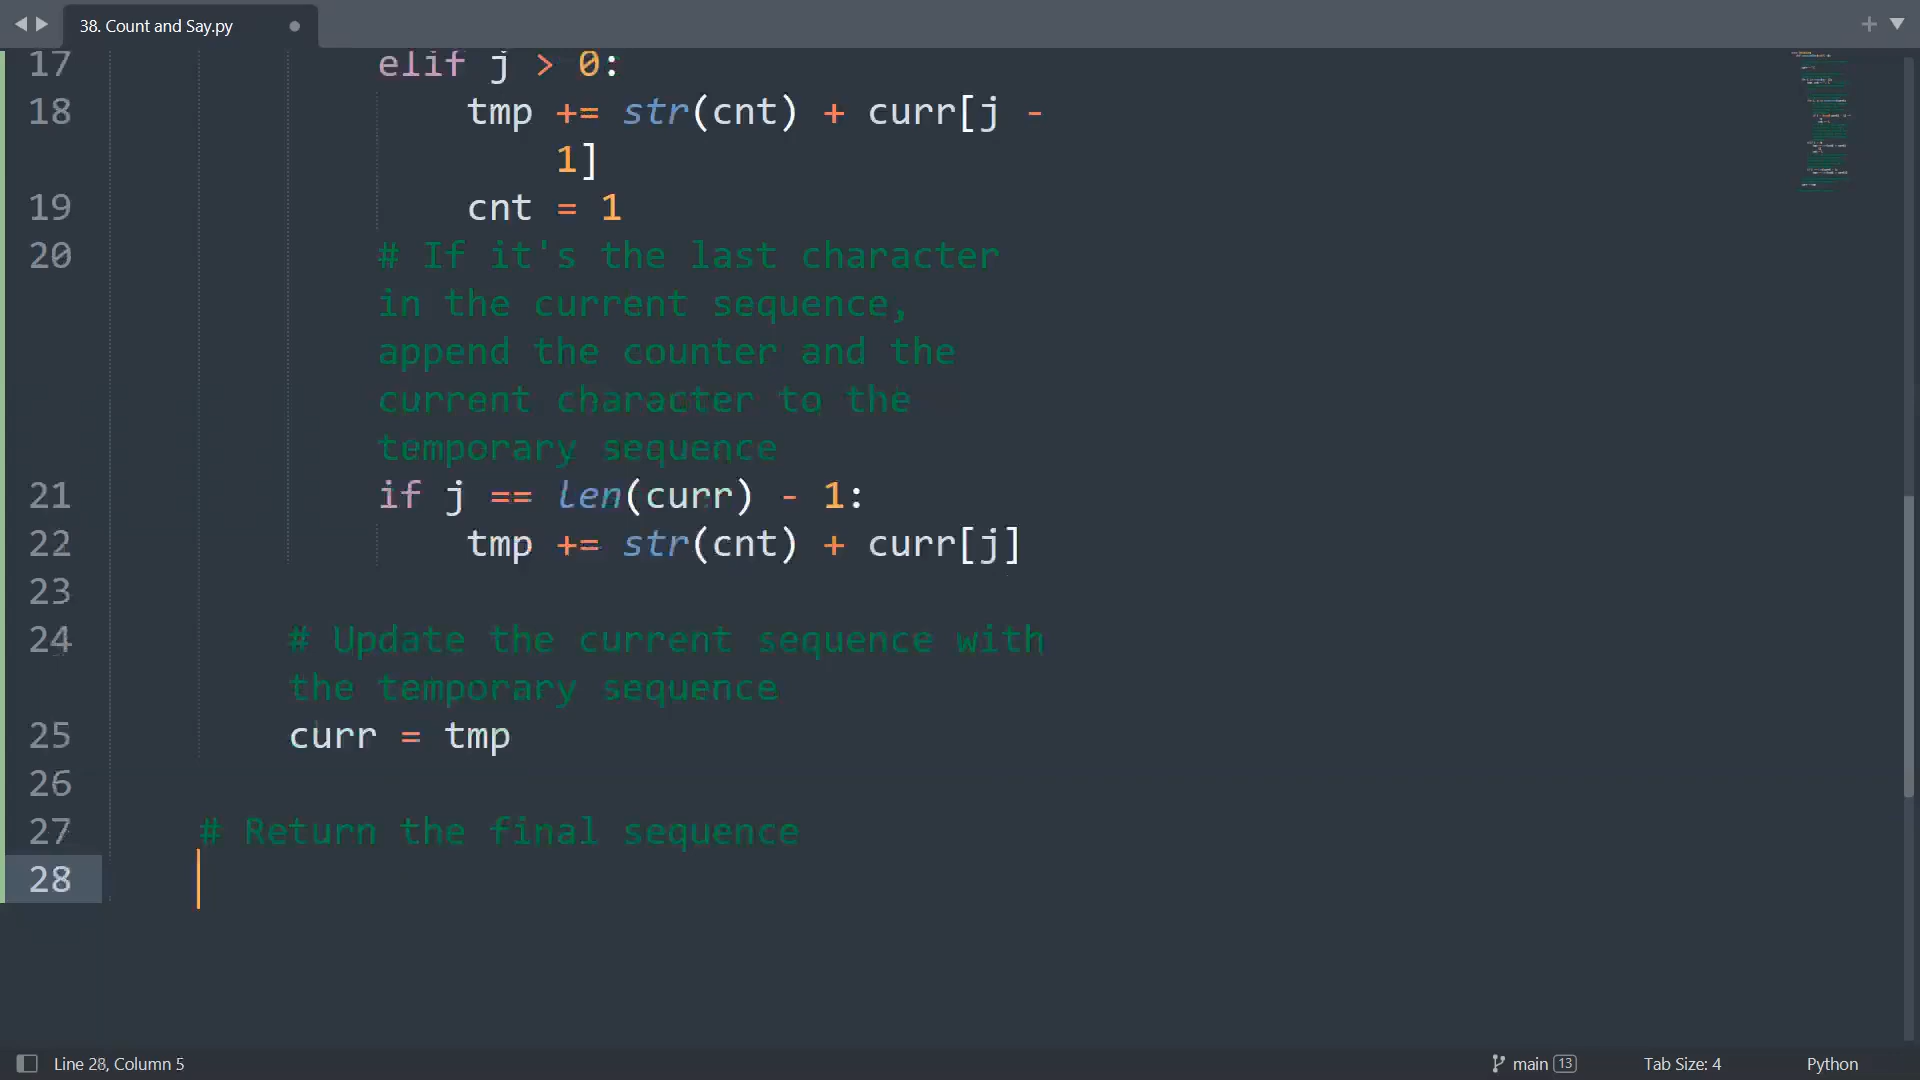 38. Count and Say.py
17 elif j > 0:
18 tmp += str(cnt) + curr[j -
1]
19 cnt = 1
20 # If it's the last character
in the current sequence,
append the counter and the
current character to the
temporary sequence
21 if j == len(curr) - 1:
22 tmp += str(cnt) + curr[j]
23
24 # Update the current sequence with
the temporary sequence
25 curr = tmp
26
27 # Return the final sequence
28
Line 28, Column 5
main 13
Tab Size: 4
Python